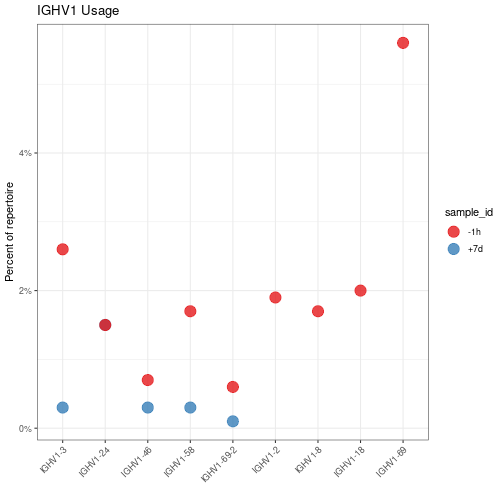 IGHV1 Usage
Percent of repertoire
4%
2%
0%
IGHV1-3
IGHV1-24
IGHV1-46
IGHV1-58
IGHV1-69-2
IGHV1-2
IGHV1-8
IGHV1-18
IGHV1-69
sample_id
-1h
+7d